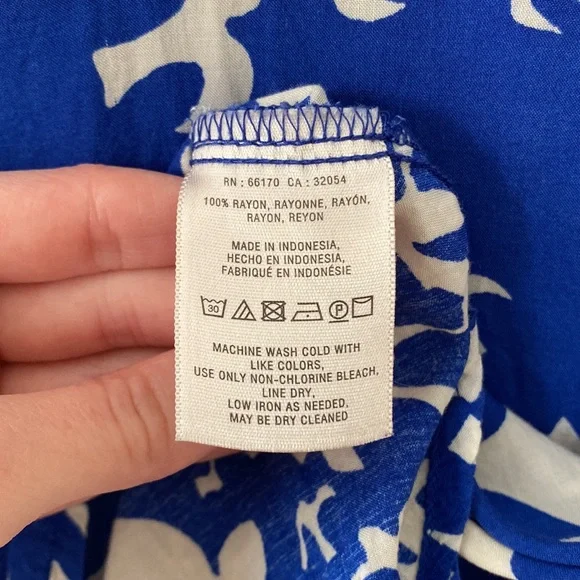 RN : 66170 CA : 32054
100% RAYON, RAYONNE, RAYÓN,
RAYON, REYON
MADE IN INDONESIA,
HECHO EN INDONESIA,
FABRIQUÉ EN INDONÉSIE
30 P
MACHINE WASH COLD WITH
LIKE COLORS,
USE ONLY NON-CHLORINE BLEACH,
LINE DRY,
LOW IRON AS NEEDED.
MAY BE DRY CLEANED